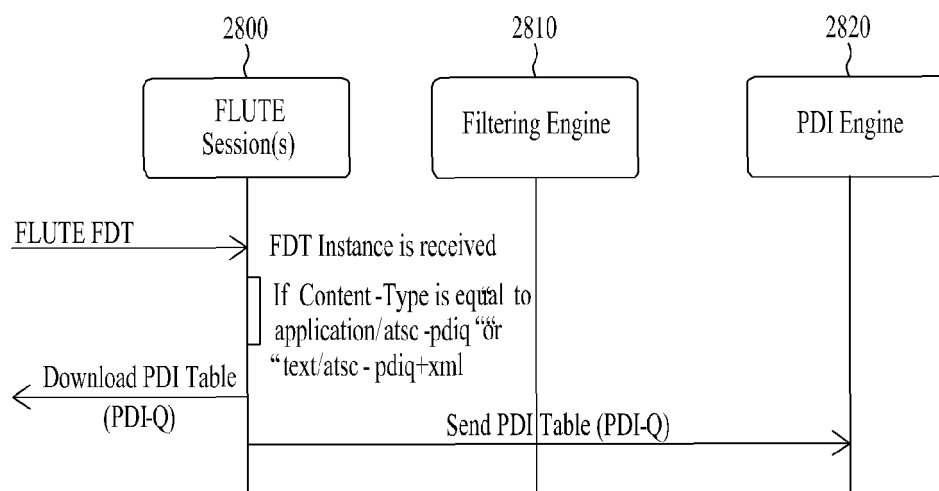 2800
2810
2820
FLUTE
Session(s)
Filtering Engine
PDI Engine
FLUTE FDT
FDT Instance is received
If Content -Type is equal to
application/atsc -pdiq ““or
“text/atsc - pdiq+xml
Download PDI Table
(PDI-Q)
Send PDI Table (PDI-Q)